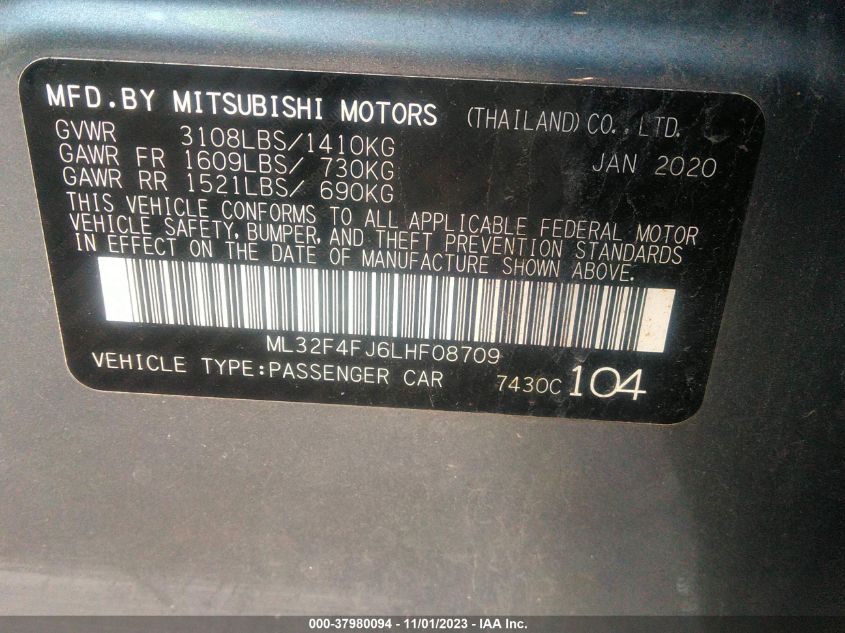 MFD.BY MITSUBISHI MOTORS (THAILAND) CO., LTD.
GVWR 3108LBS/1410KG JAN 2020
GAWR FR 1609LBS/ 730KG
GAWR RR 1521LBS/ 690KG
THIS VEHICLE CONFORMS TO ALL APPLICABLE FEDERAL MOTOR
VEHICLE SAFETY, BUMPER, AND THEFT PREVENTION STANDARDS
IN EFFECT ON THE DATE OF MANUFACTURE SHOWN ABOVE.
ML32F4FJ6LHF08709
VEHICLE TYPE:PASSENGER CAR 7430C 104
000-37980094 - 11/01/2023 - IAA Inc.